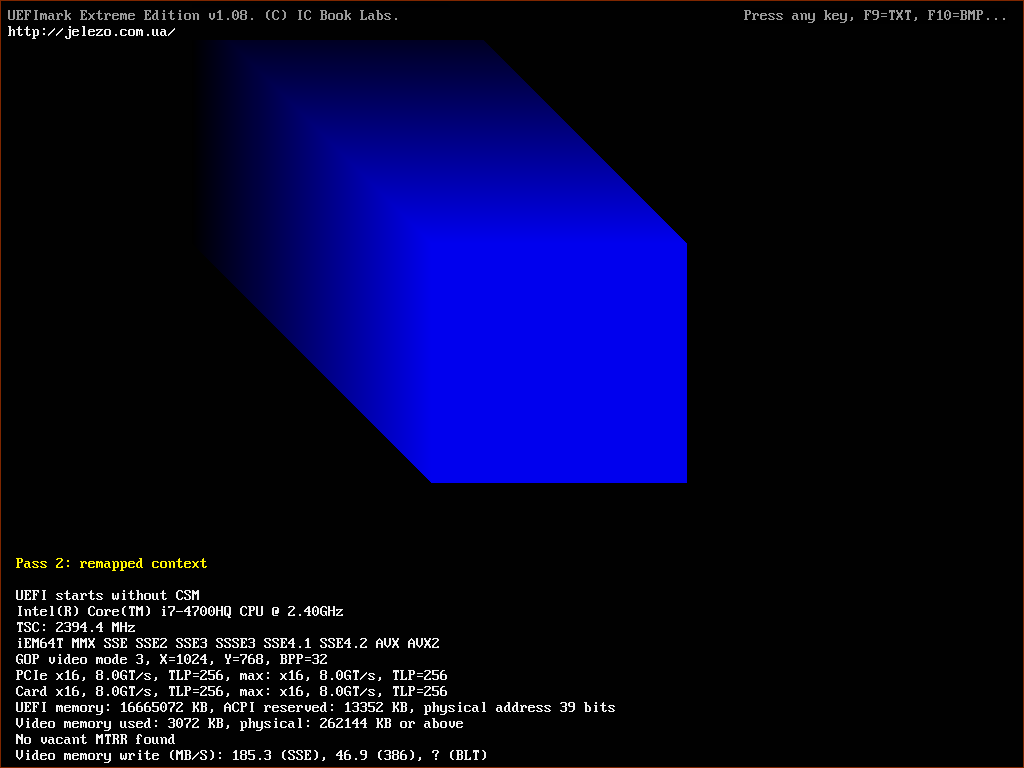 UEFImark Extreme Edition v1.08. (C) IC Book Labs. Press any key, F9=TXT, F10=BMP...
http://jelezo.com.ua/
Pass 2: remapped context
UEFI starts without CSM
Intel(R) Core(TM) i7-4700HQ CPU @ 2.40GHz
TSC: 2394.4 MHz
iEM64T MMX SSE SSE2 SSE3 SSSE3 SSE4.1 SSE4.2 AVX AVX2
GOP video mode 3, X=1024, Y=768, BPP=32
PCIe x16, 8.0GT/s, TLP=256, max: x16, 8.0GT/s, TLP=256
Card x16, 8.0GT/s, TLP=256, max: x16, 8.0GT/s, TLP=256
UEFI memory: 16665072 KB, ACPI reserved: 13352 KB, physical address 39 bits
Video memory used: 3072 KB, physical: 262144 KB or above
No vacant MTRR found
Video memory write (MB/S): 185.3 (SSE), 46.9 (386), ? (BLT)